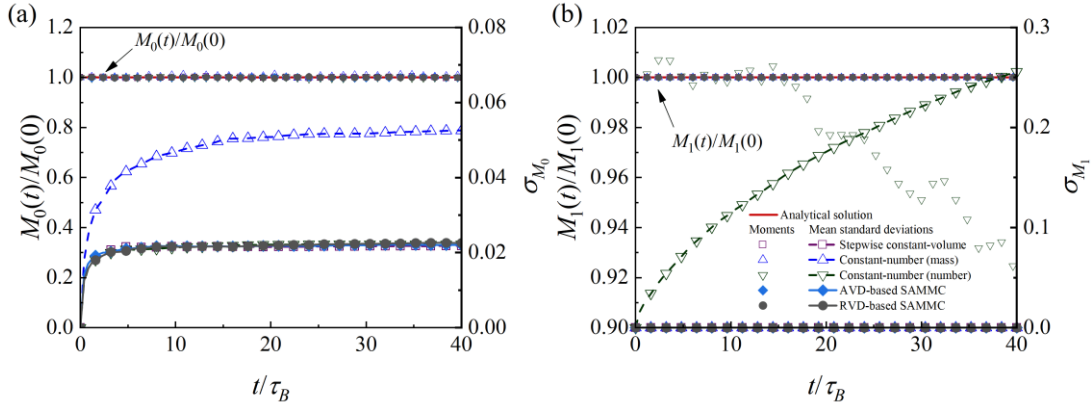 (a)
M₀(t)/M₀(0)
1.2
1.0
0.8
0.6
0.4
0.2
0.0
M₀(t)/M₀(0)
0.08
0.06
0.04
0.02
0.00
σ_M₀
0 10 20 30 40
t/τ_B
(b)
M₁(t)/M₁(0)
1.02
1.00
0.98
0.96
0.94
0.92
0.90
M₁(t)/M₁(0)
Analytical solution
Moments Mean standard deviations
Stepwise constant-volume
Constant-number (mass)
Constant-number (number)
AVD-based SAMMC
RVD-based SAMMC
0.3
0.2
0.1
0.0
σ_M₁
0 10 20 30 40
t/τ_B